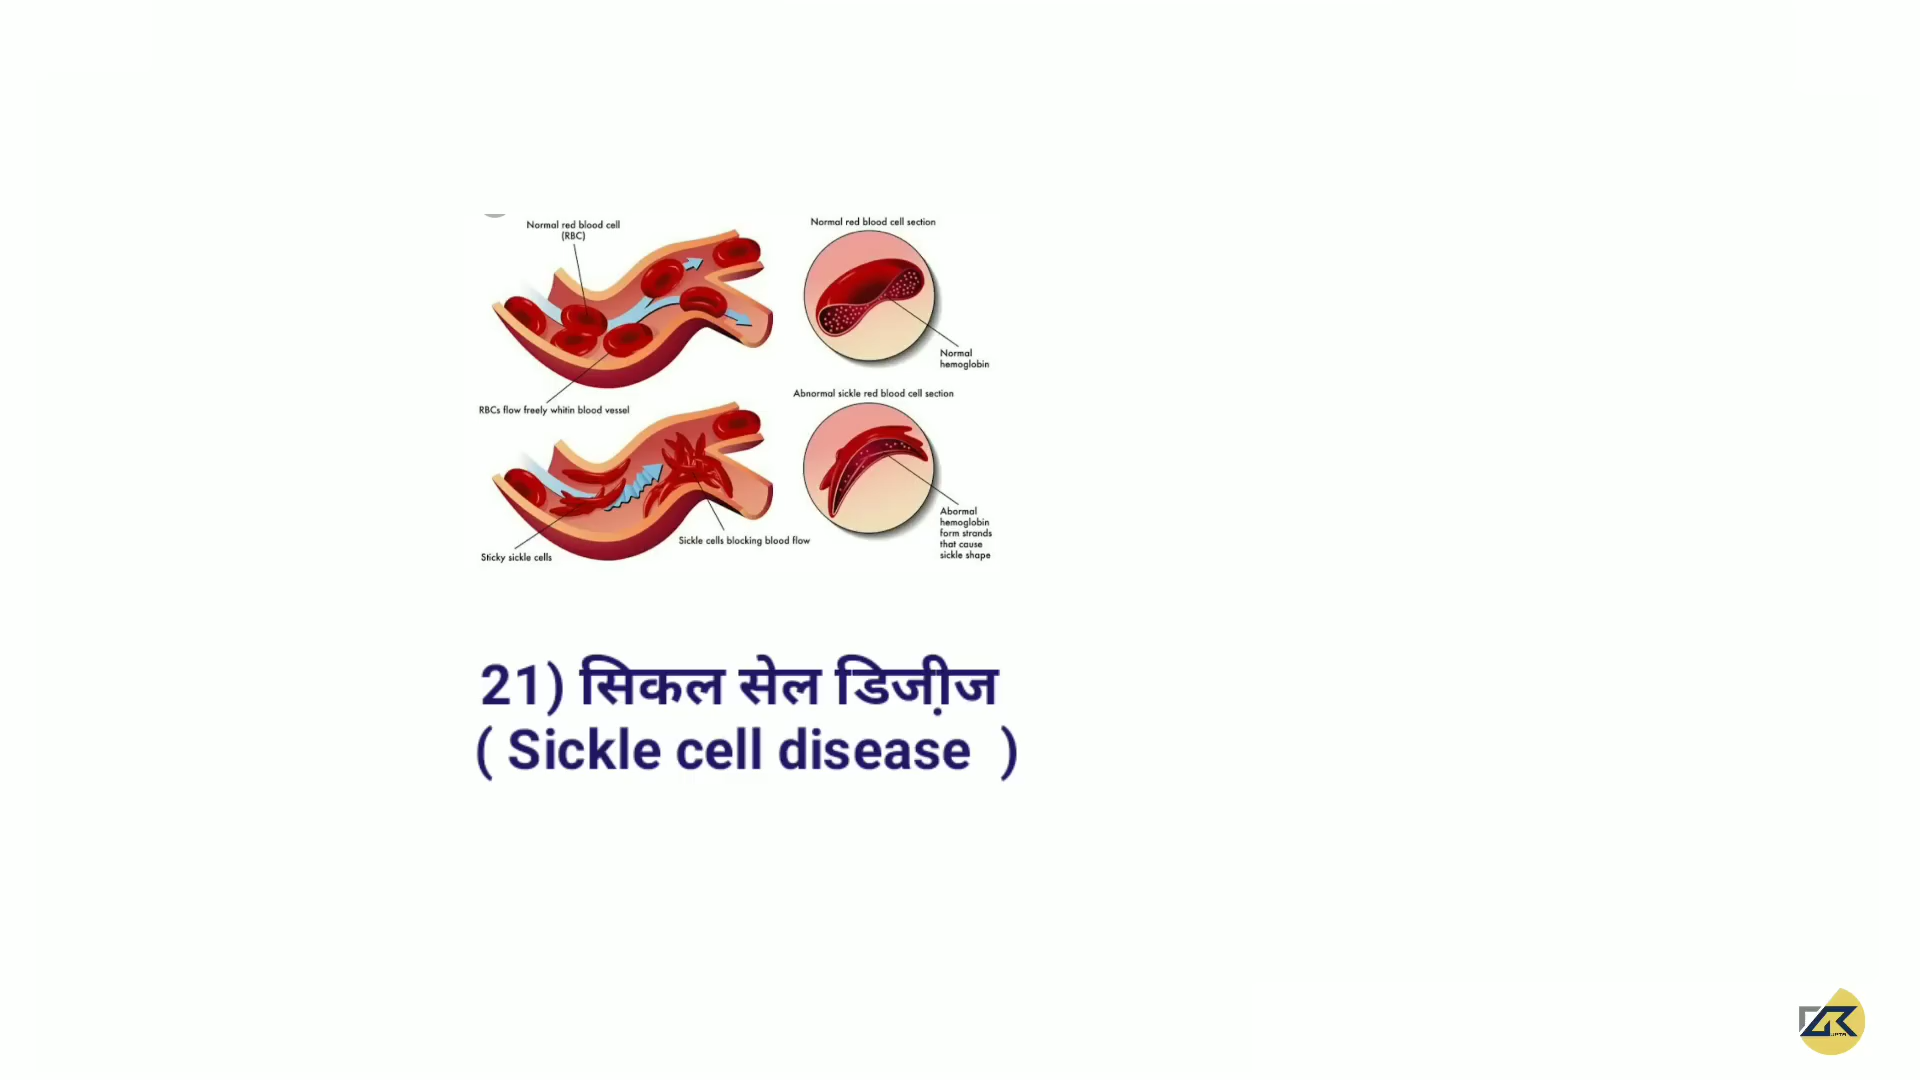 Normal red blood cell
(RBC)
RBCs flow freely whitin blood vessel
Normal red blood cell section
Normal
hemoglobin
Sticky sickle cells
Sickle cells blocking blood flow
Abnormal sickle red blood cell section
Abormal
hemoglobin
form strands
that cause
sickle shape
21) सिकल सेल डिजी़ज
( Sickle cell disease )